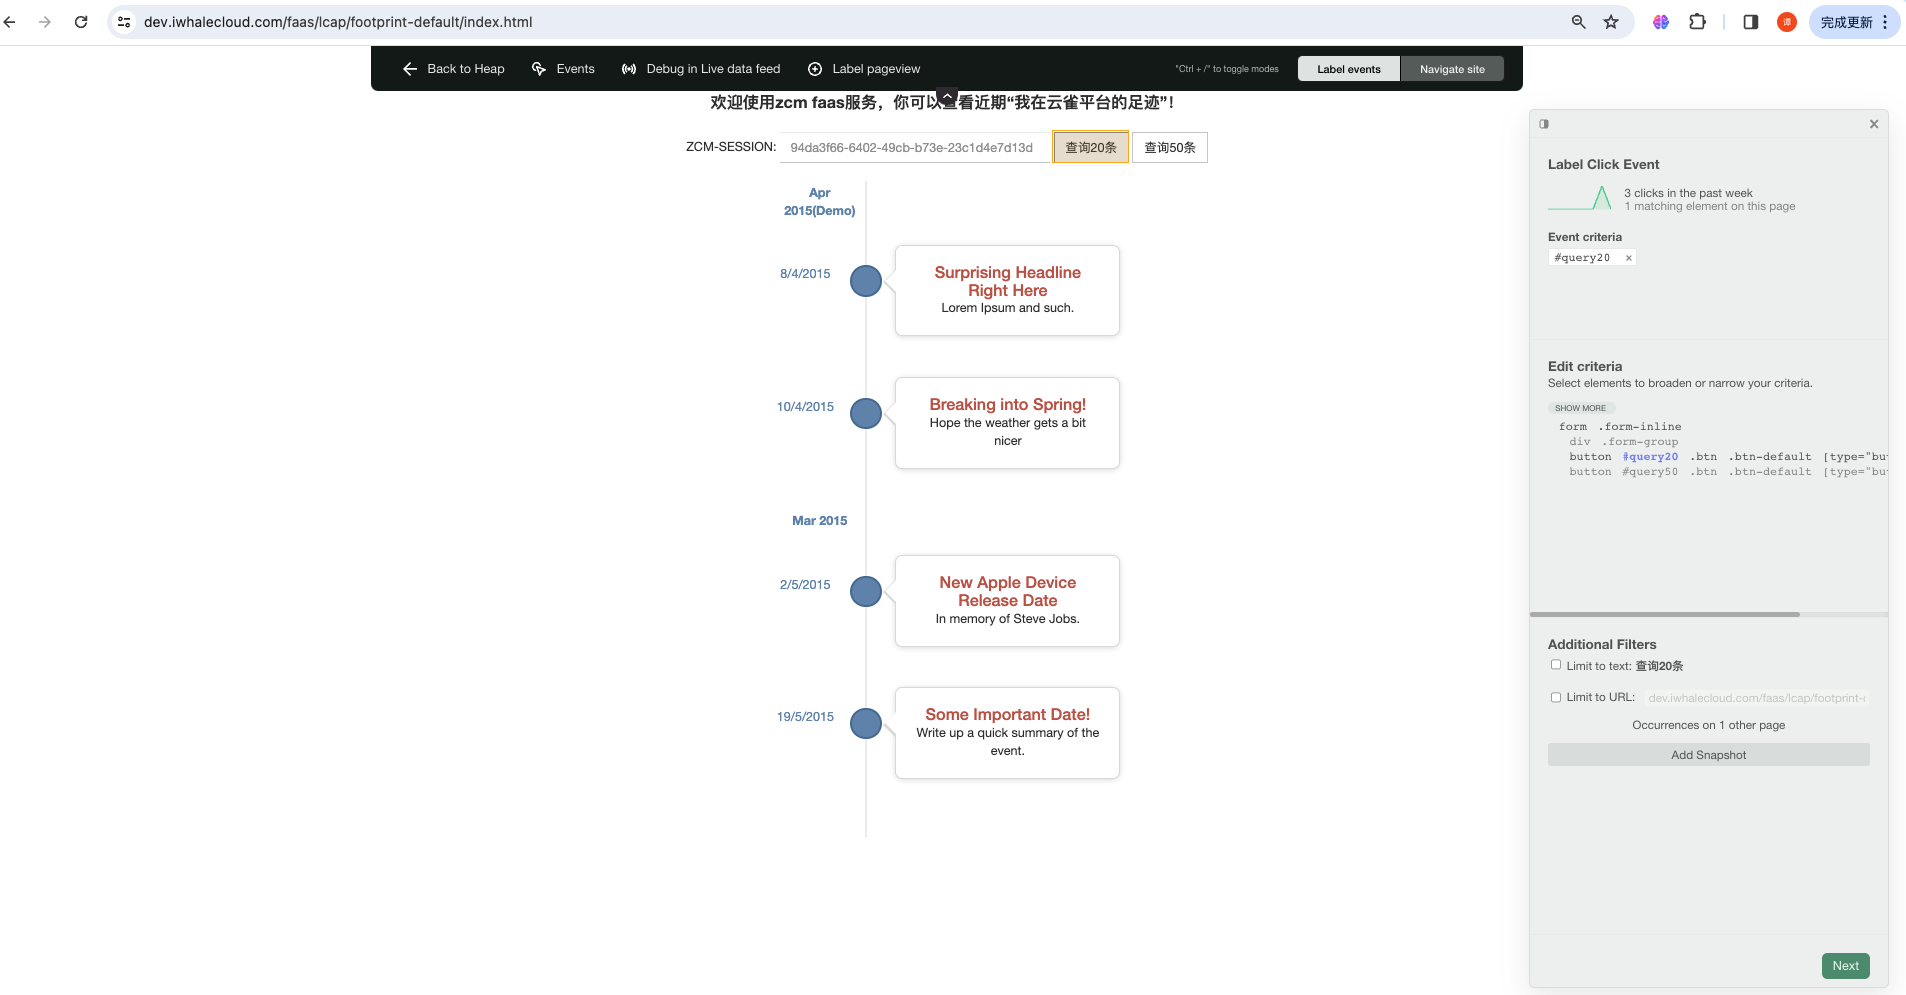 dev.iwhalecloud.com/faas/lcap/footprint-default/index.html
谭
完成更新
Back to Heap
Events
Debug in Live data feed
Label pageview
"Ctrl + /" to toggle modes
Label events
Navigate site
欢迎使用zcm faas服务，你可以查看近期“我在云雀平台的足迹”！
ZCM-SESSION:
94da3f66-6402-49cb-b73e-23c1d4e7d13d
查询20条
查询50条
Apr
2015(Demo)
8/4/2015
Surprising Headline
Right Here
Lorem Ipsum and such.
10/4/2015
Breaking into Spring!
Hope the weather gets a bit
nicer
Mar 2015
2/5/2015
New Apple Device
Release Date
In memory of Steve Jobs.
19/5/2015
Some Important Date!
Write up a quick summary of the
event.
Label Click Event
3 clicks in the past week
1 matching element on this page
Event criteria
#query20 ×
Edit criteria
Select elements to broaden or narrow your criteria.
SHOW MORE
form .form-inline
div .form-group
button #query20 .btn .btn-default [type="but
button #query50 .btn .btn-default [type="but
Additional Filters
Limit to text: 查询20条
Limit to URL: dev.iwhalecloud.com/faas/lcap/footprint-
Occurrences on 1 other page
Add Snapshot
Next